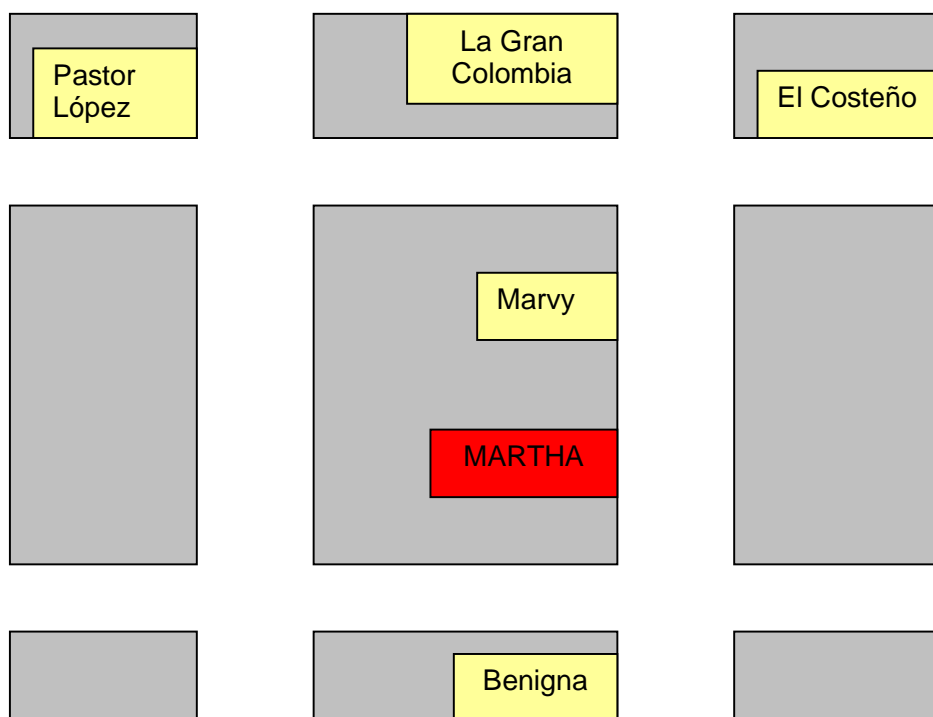 Pastor
López
La Gran
Colombia
El Costeño
Marvy
MARTHA
Benigna